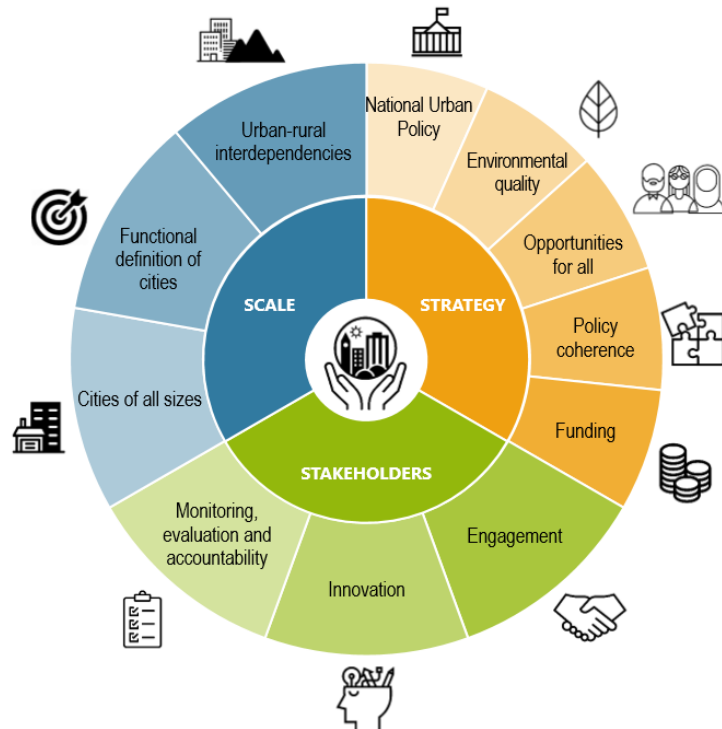 National Urban
Policy
Environmental
quality
Opportunities
for all
Policy
coherence
Funding
Engagement
Innovation
Monitoring,
evaluation and
accountability
Cities of all sizes
Functional
definition of
cities
Urban-rural
interdependencies
SCALE
STRATEGY
STAKEHOLDERS